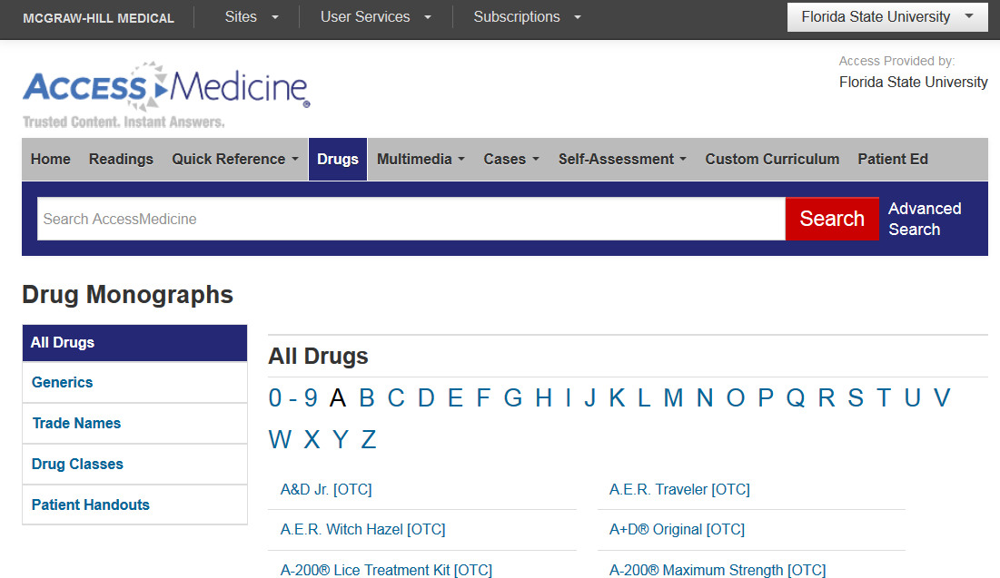 MCGRAW-HILL MEDICAL Sites User Services Subscriptions Florida State University
Access Provided by:
Florida State University
ACCESS Medicine®
Trusted Content. Instant Answers.
Home Readings Quick Reference Drugs Multimedia Cases Self-Assessment Custom Curriculum Patient Ed
Search AccessMedicine Search Advanced Search
Drug Monographs
All Drugs
Generics
Trade Names
Drug Classes
Patient Handouts
All Drugs
0 - 9 A B C D E F G H I J K L M N O P Q R S T U V
W X Y Z
A&D Jr. [OTC] A.E.R. Traveler [OTC]
A.E.R. Witch Hazel [OTC] A+D® Original [OTC]
A-200® Lice Treatment Kit [OTC] A-200® Maximum Strength [OTC]